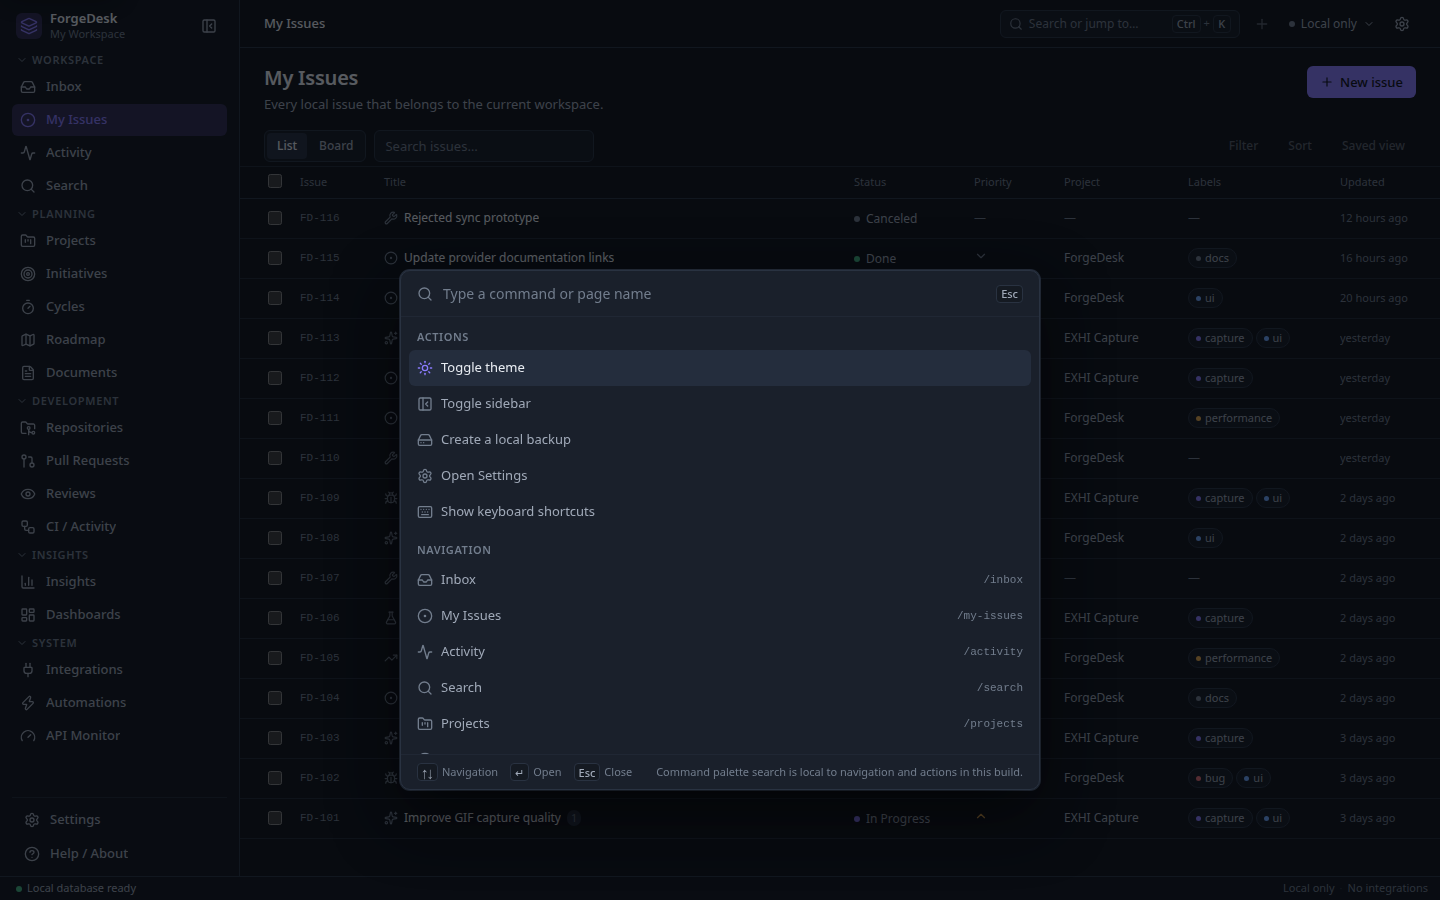 ForgeDesk
My Workspace
WORKSPACE
Inbox
My Issues
Activity
Search
PLANNING
Projects
Initiatives
Cycles
Roadmap
Documents
DEVELOPMENT
Repositories
Pull Requests
Reviews
CI / Activity
INSIGHTS
Insights
Dashboards
SYSTEM
Integrations
Automations
API Monitor
Settings
Help / About
My Issues
Search or jump to... Ctrl + K
Local only
My Issues
Every local issue that belongs to the current workspace.
New issue
List Board Search issues...
Filter Sort Saved view
Issue Title Status Priority Project Labels Updated
FD-116 Rejected sync prototype Canceled — — — 12 hours ago
FD-115 Update provider documentation links Done ForgeDesk docs 16 hours ago
FD-114 ForgeDesk ui 20 hours ago
FD-113 EXHI Capture capture ui yesterday
FD-112 EXHI Capture capture yesterday
FD-111 ForgeDesk performance yesterday
FD-110 ForgeDesk — yesterday
FD-109 EXHI Capture capture ui 2 days ago
FD-108 ForgeDesk ui 2 days ago
FD-107 — — 2 days ago
FD-106 EXHI Capture capture 2 days ago
FD-105 ForgeDesk performance 2 days ago
FD-104 ForgeDesk docs 2 days ago
FD-103 EXHI Capture capture 3 days ago
FD-102 ForgeDesk bug ui 3 days ago
FD-101 Improve GIF capture quality 1 In Progress EXHI Capture capture ui 3 days ago
Type a command or page name Esc
ACTIONS
Toggle theme
Toggle sidebar
Create a local backup
Open Settings
Show keyboard shortcuts
NAVIGATION
Inbox /inbox
My Issues /my-issues
Activity /activity
Search /search
Projects /projects
↑↓ Navigation ↵ Open Esc Close Command palette search is local to navigation and actions in this build.
Local database ready
Local only No integrations